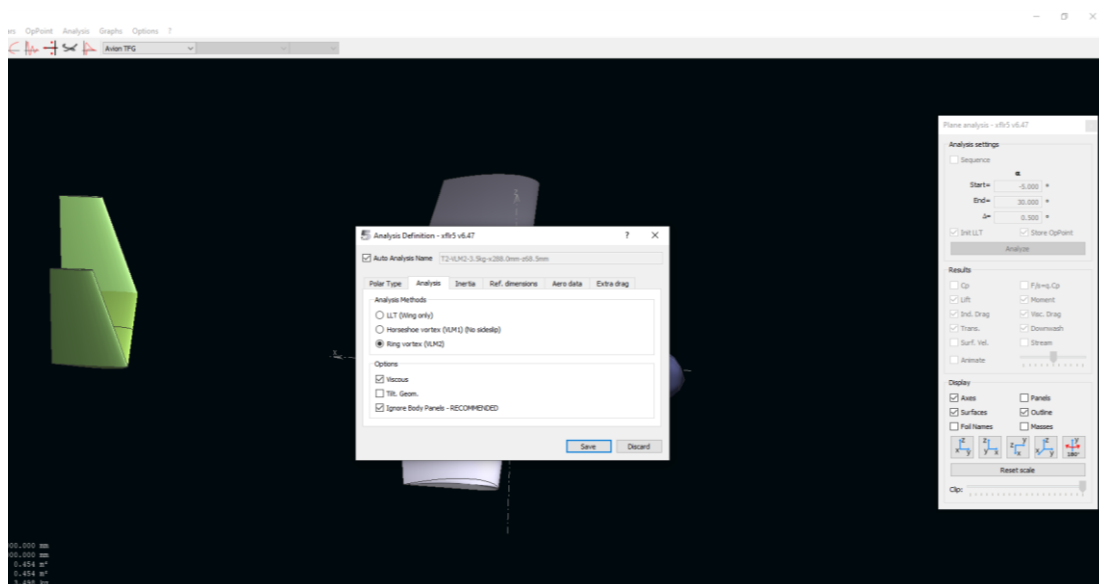 OpPoint Analysis Graphs Options ?
Avion TFG
Plane analysis - xflr5 v6.47
Analysis settings
Sequence
α
Start= -5.000 °
End= 30.000 °
Δ= 0.500 °
Init LLT Store OpPoint
Analyze
Results
Cp F/s=q.Cp
Lift Moment
Ind. Drag Visc. Drag
Trans. Downwash
Surf. Vel. Stream
Animate
Display
Axes Panels
Surfaces Outline
Foil Names Masses
Reset scale
Clip:
Analysis Definition - xflr5 v6.47 ?
Auto Analysis Name T2-VLM2-3.5kg-x288.0mm-z68.5mm
Polar Type Analysis Inertia Ref. dimensions Aero data Extra drag
Analysis Methods
LLT (Wing only)
Horseshoe vortex (VLM1) (No sideslip)
Ring vortex (VLM2)
Options
Viscous
Tilt. Geom.
Ignore Body Panels - RECOMMENDED
Save Discard
00.000 mm
00.000 mm
0.454 m²
0.454 m²